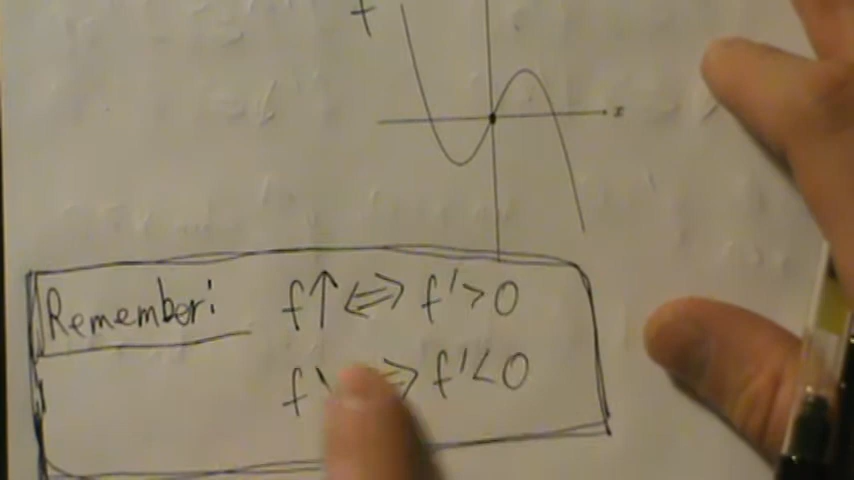 f
x
Remember: f↑ ⇔ f'>0
f ⇒ f'<0